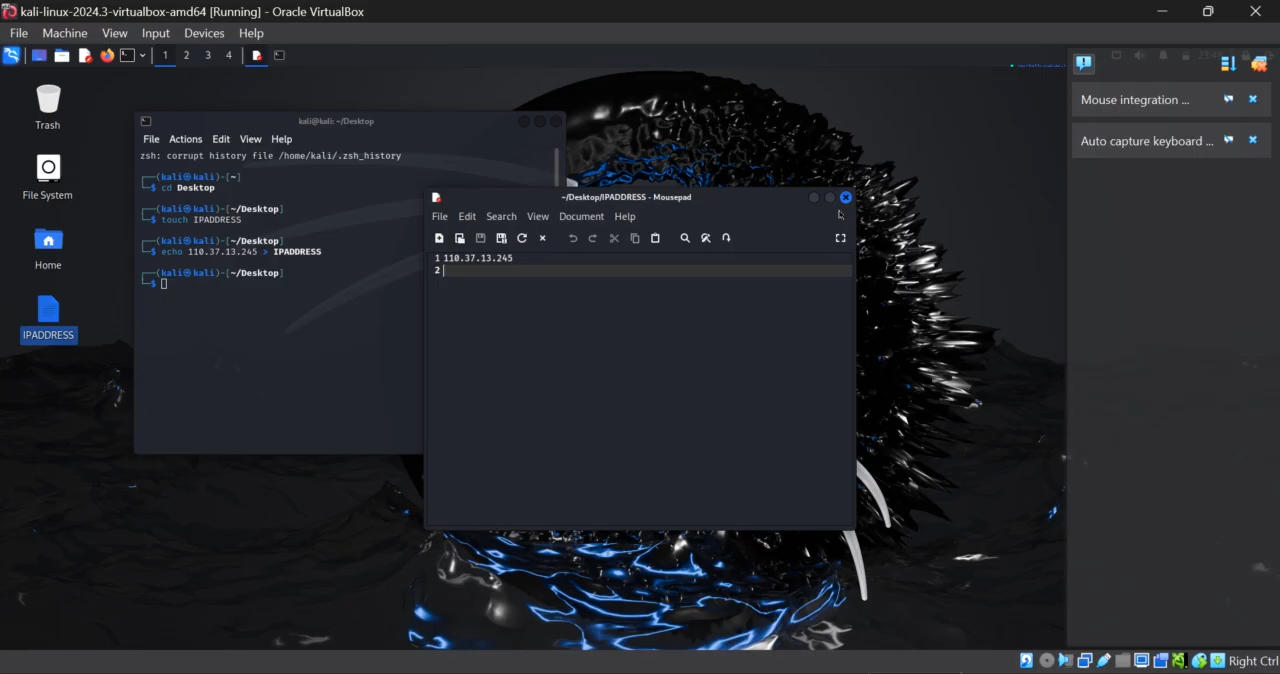 kali-linux-2024.3-virtualbox-amd64 [Running] - Oracle VirtualBox
File Machine View Input Devices Help
1 2 3 4
Trash
File System
Home
IPADDRESS
kali@kali: ~/Desktop
File Actions Edit View Help
zsh: corrupt history file /home/kali/.zsh_history
┌──(kali㉿kali)-[~]
└─$ cd Desktop
┌──(kali㉿kali)-[~/Desktop]
└─$ touch IPADDRESS
┌──(kali㉿kali)-[~/Desktop]
└─$ echo 110.37.13.245 > IPADDRESS
┌──(kali㉿kali)-[~/Desktop]
└─$
~/Desktop/IPADDRESS - Mousepad
File Edit Search View Document Help
1 110.37.13.245
2
Mouse integration ...
Auto capture keyboard ...
Right Ctrl